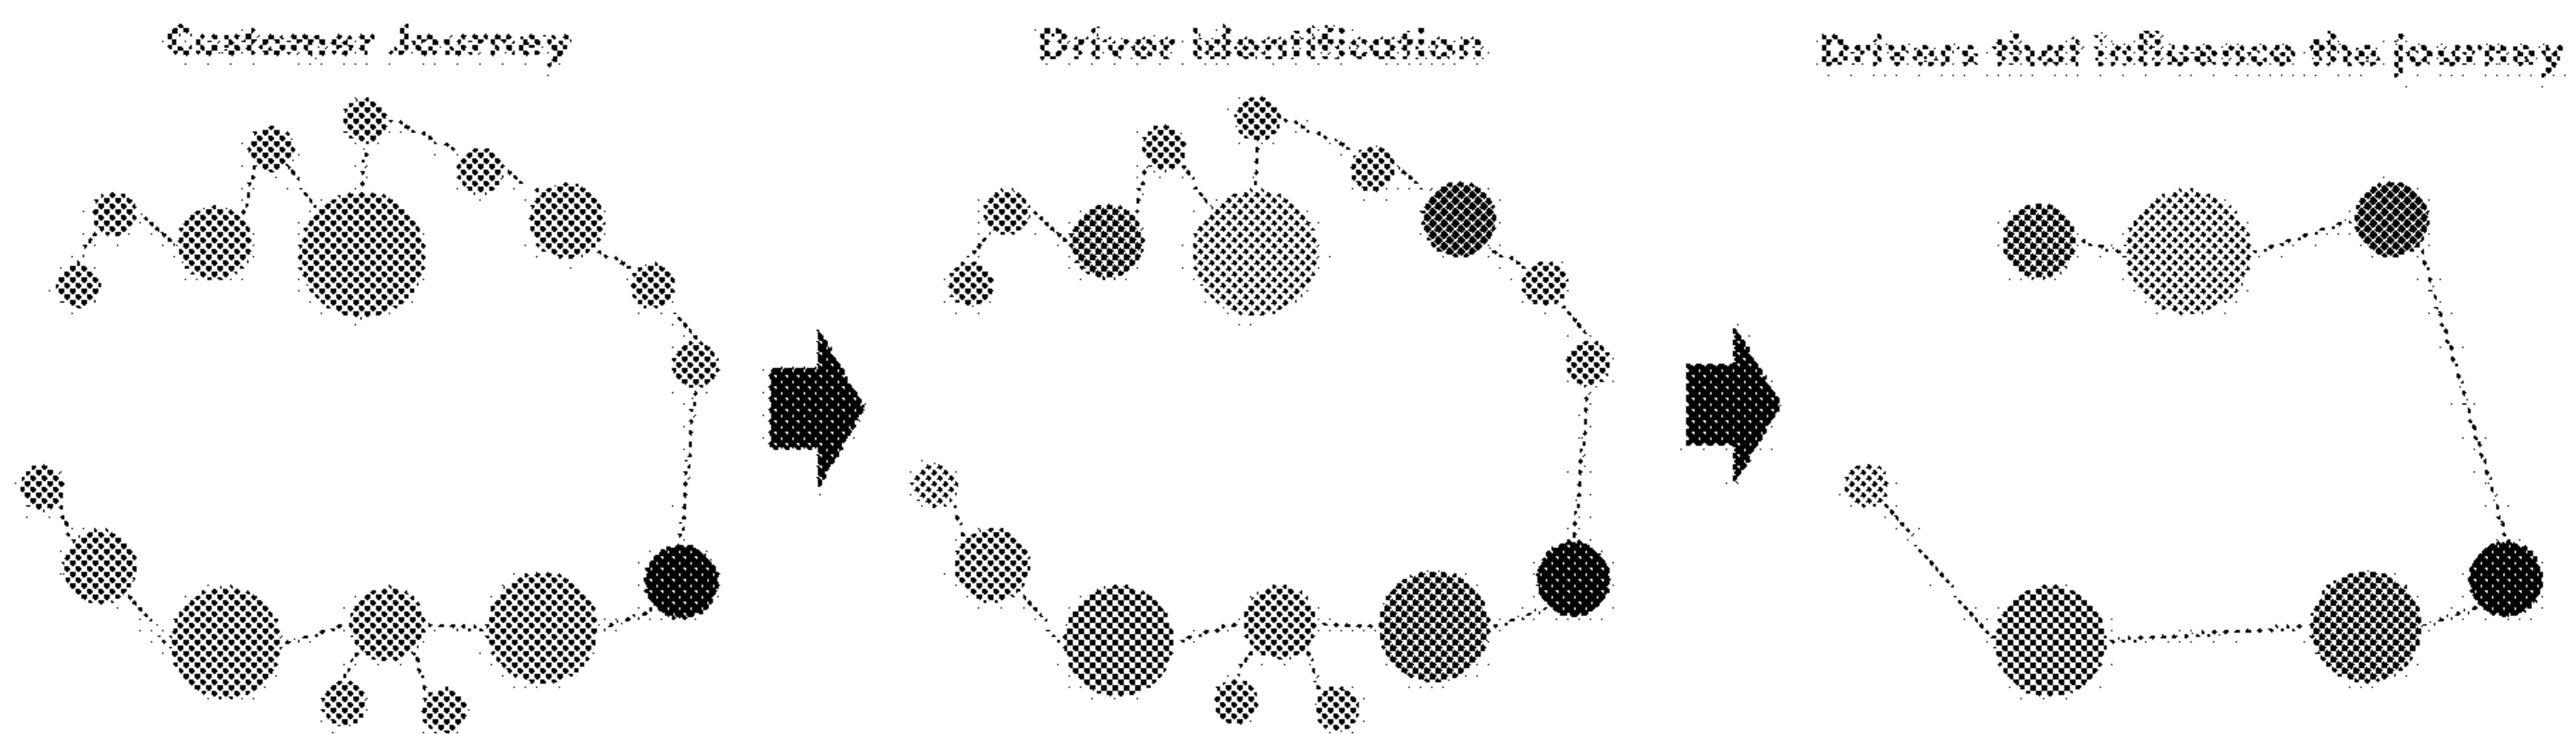 Customer Journey
Driver Identification
Drivers that influence the journey